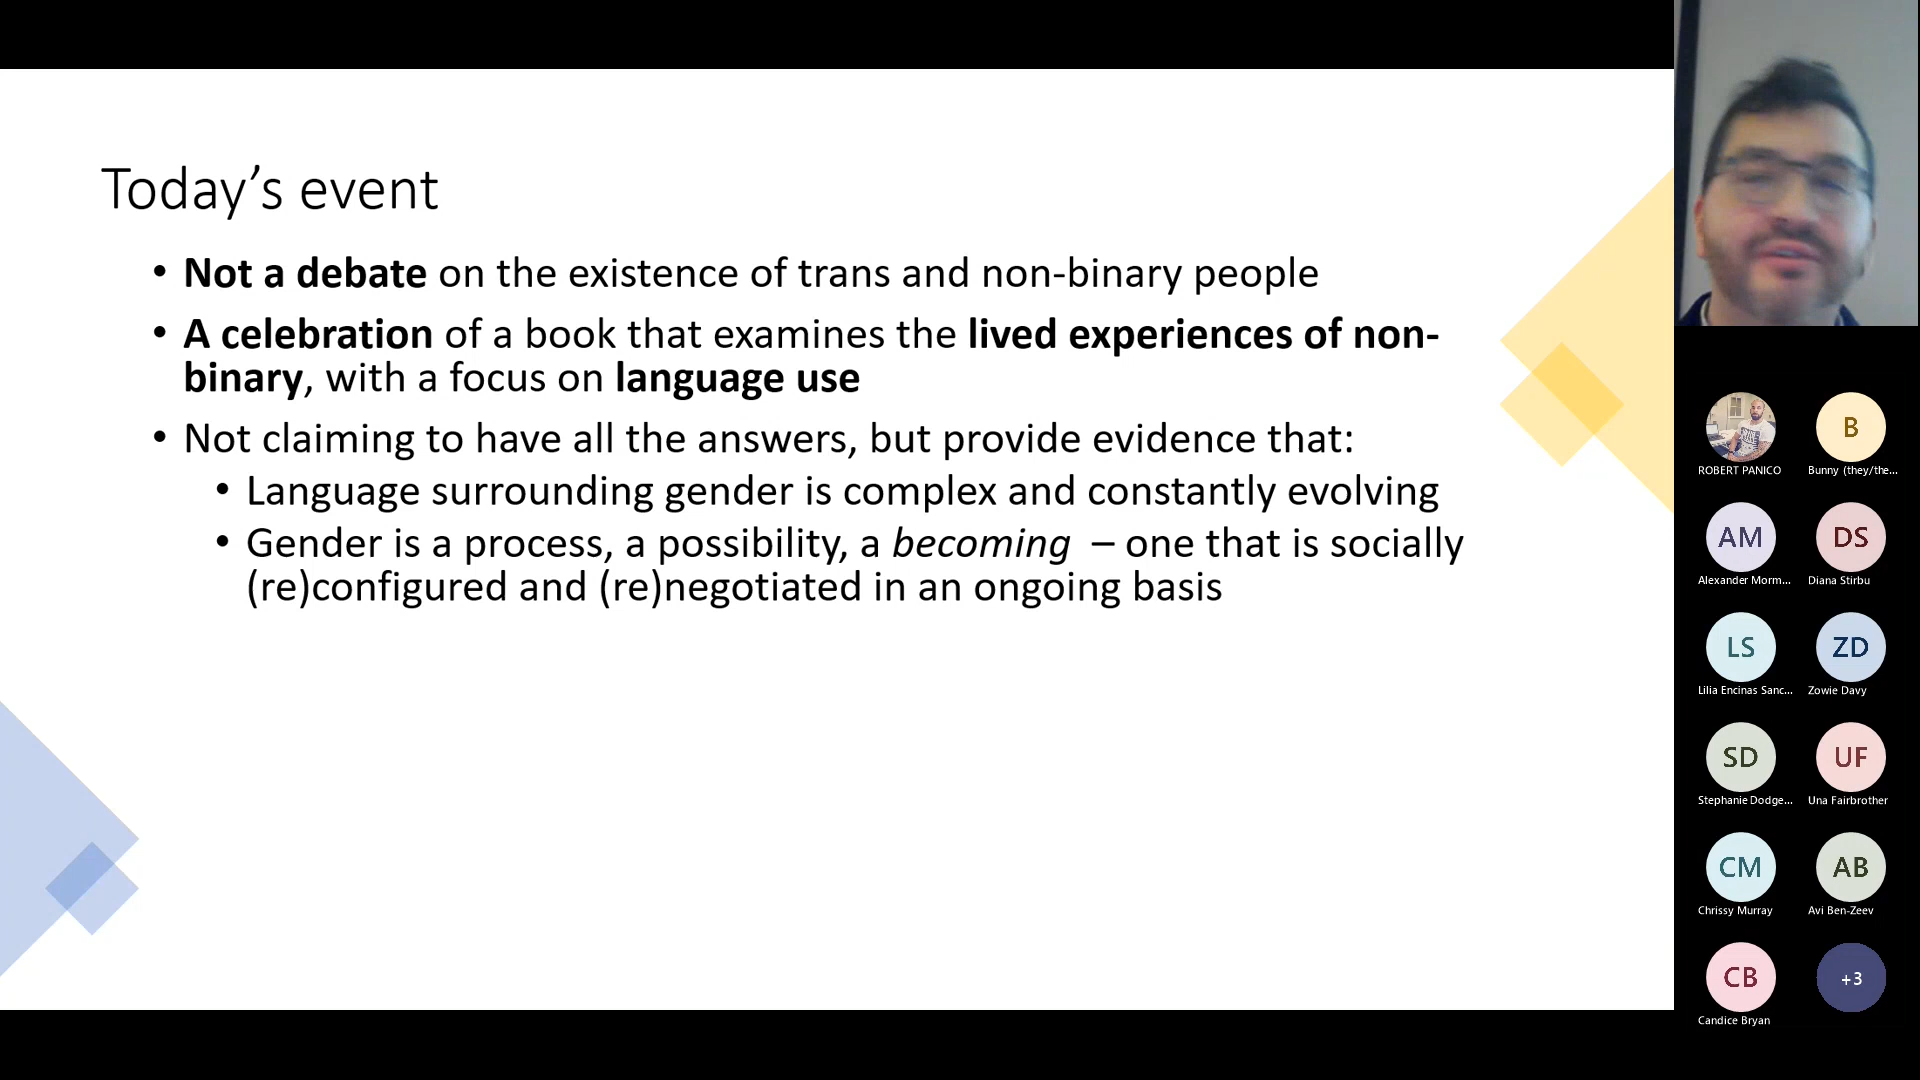 Today’s event
• Not a debate on the existence of trans and non-binary people
• A celebration of a book that examines the lived experiences of non-
binary, with a focus on language use
• Not claiming to have all the answers, but provide evidence that:
• Language surrounding gender is complex and constantly evolving
• Gender is a process, a possibility, a becoming – one that is socially
(re)configured and (re)negotiated in an ongoing basis
ROBERT PANICO
B
Bunny (they/the...
AM
Alexander Morm...
DS
Diana Stirbu
LS
Lilia Encinas Sanc...
ZD
Zowie Davy
SD
Stephanie Dodge...
UF
Una Fairbrother
CM
Chrissy Murray
AB
Avi Ben-Zeev
CB
Candice Bryan
+3